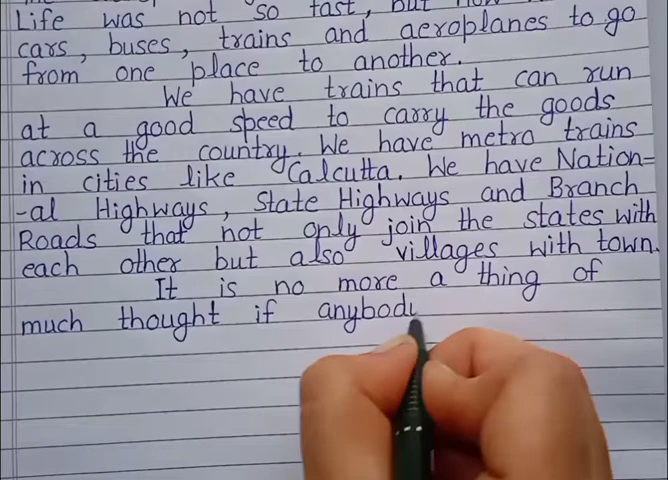 Life was not so fast, but now
cars, buses, trains and aeroplanes to go
from one place to another.
We have trains that can run
at a good speed to carry the goods
across the country. We have metro trains
in cities like Calcutta. We have Nation=
-al Highways, State Highways and Branch
Roads that not only join the states with
each other but also villages with town.
It is no more a thing of
much thought if anybody